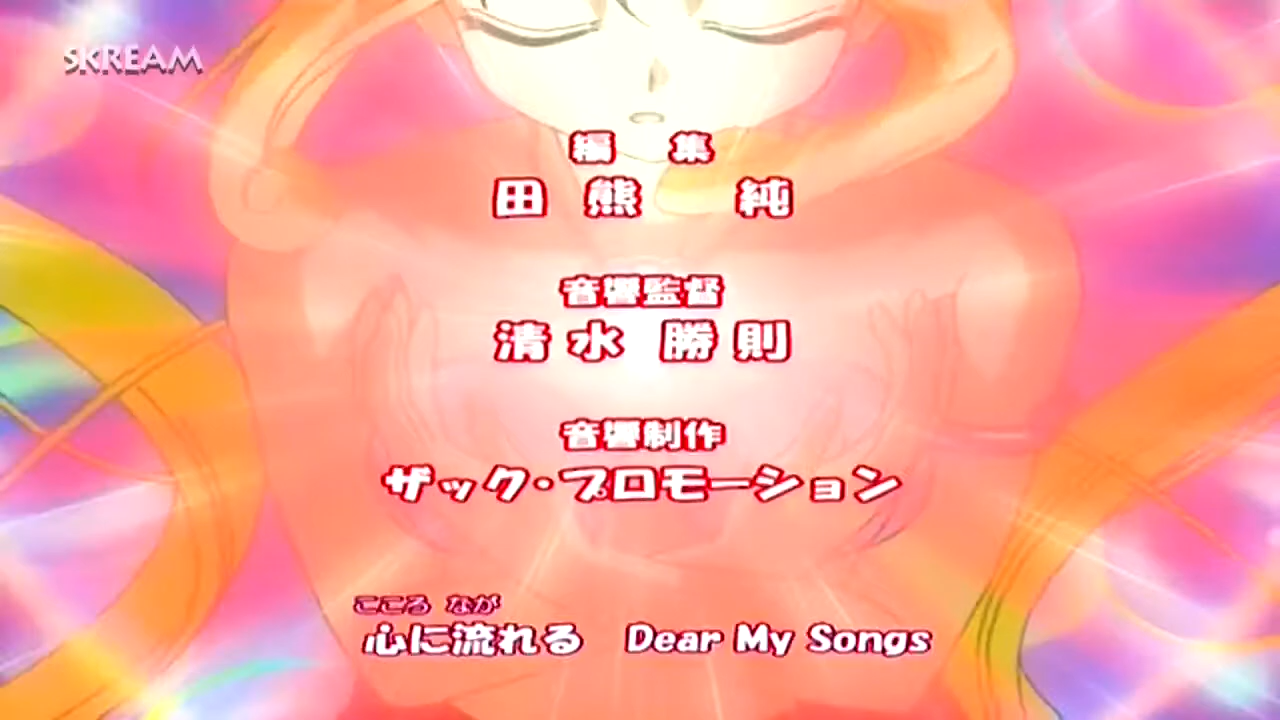 SKREAM
編 集
田 熊 純
音響監督
清 水 勝 則
音響制作
ザック・プロモーション
こころ なが
心に流れる Dear My Songs